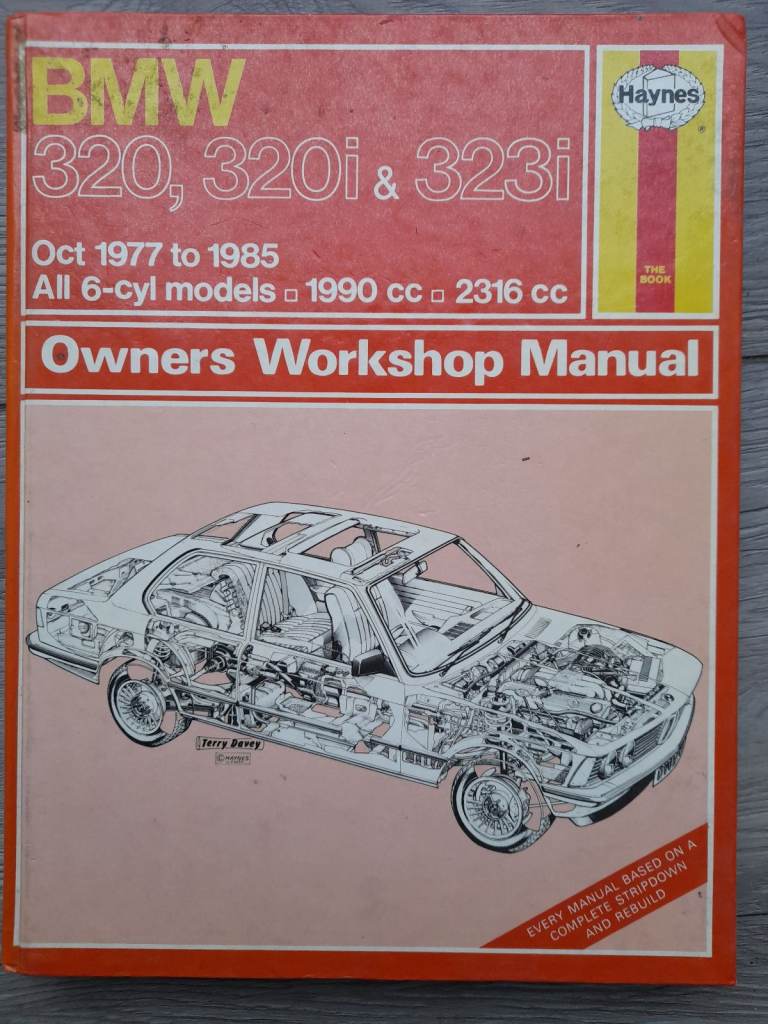 BMW
320, 320i & 323i
Oct 1977 to 1985
All 6-cyl models ▫ 1990 cc ▫ 2316 cc
Haynes
®
THE
BOOK
Owners Workshop Manual
Terry Davey
© HAYNES
EVERY MANUAL BASED ON A
COMPLETE STRIPDOWN
AND REBUILD